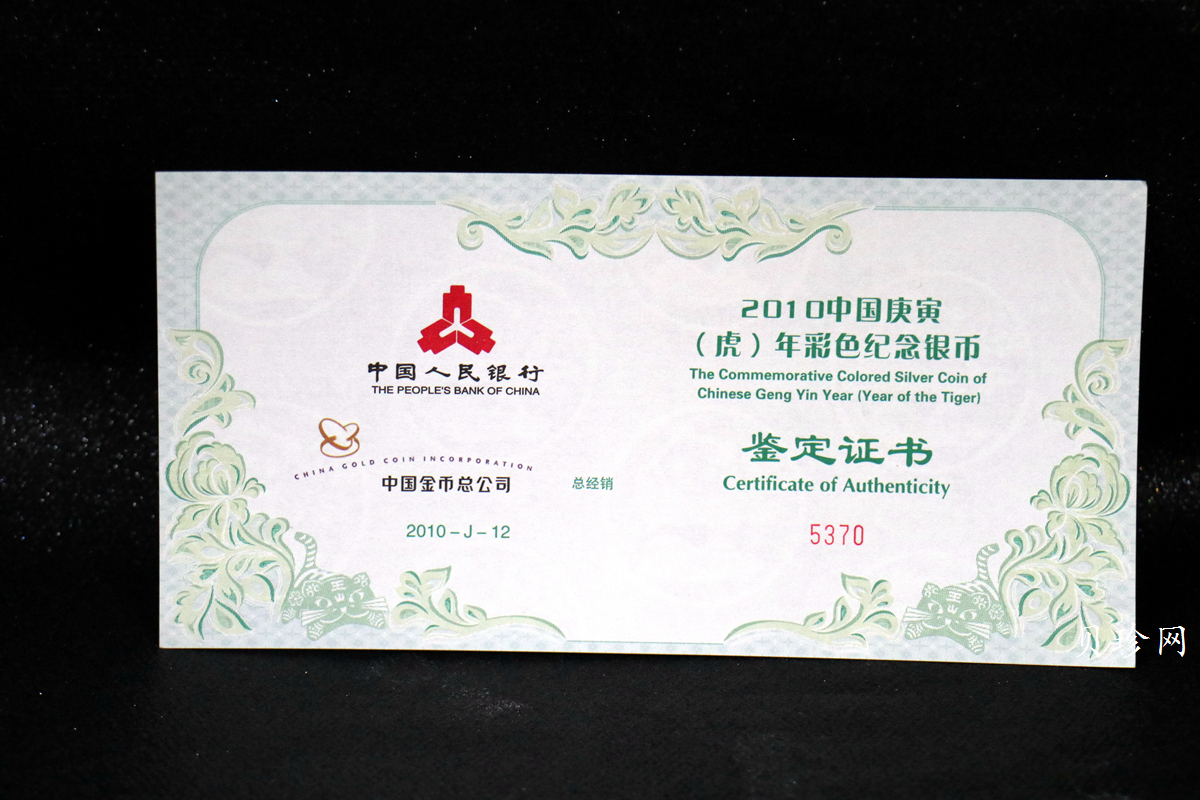 中国人民银行
THE PEOPLE'S BANK OF CHINA
CHINA GOLD COIN INCORPORATION
中国金币总公司
总经销
2010-J-12
2010中国庚寅
（虎）年彩色纪念银币
The Commemorative Colored Silver Coin of
Chinese Geng Yin Year (Year of the Tiger)
鉴定证书
Certificate of Authenticity
5370
珍网